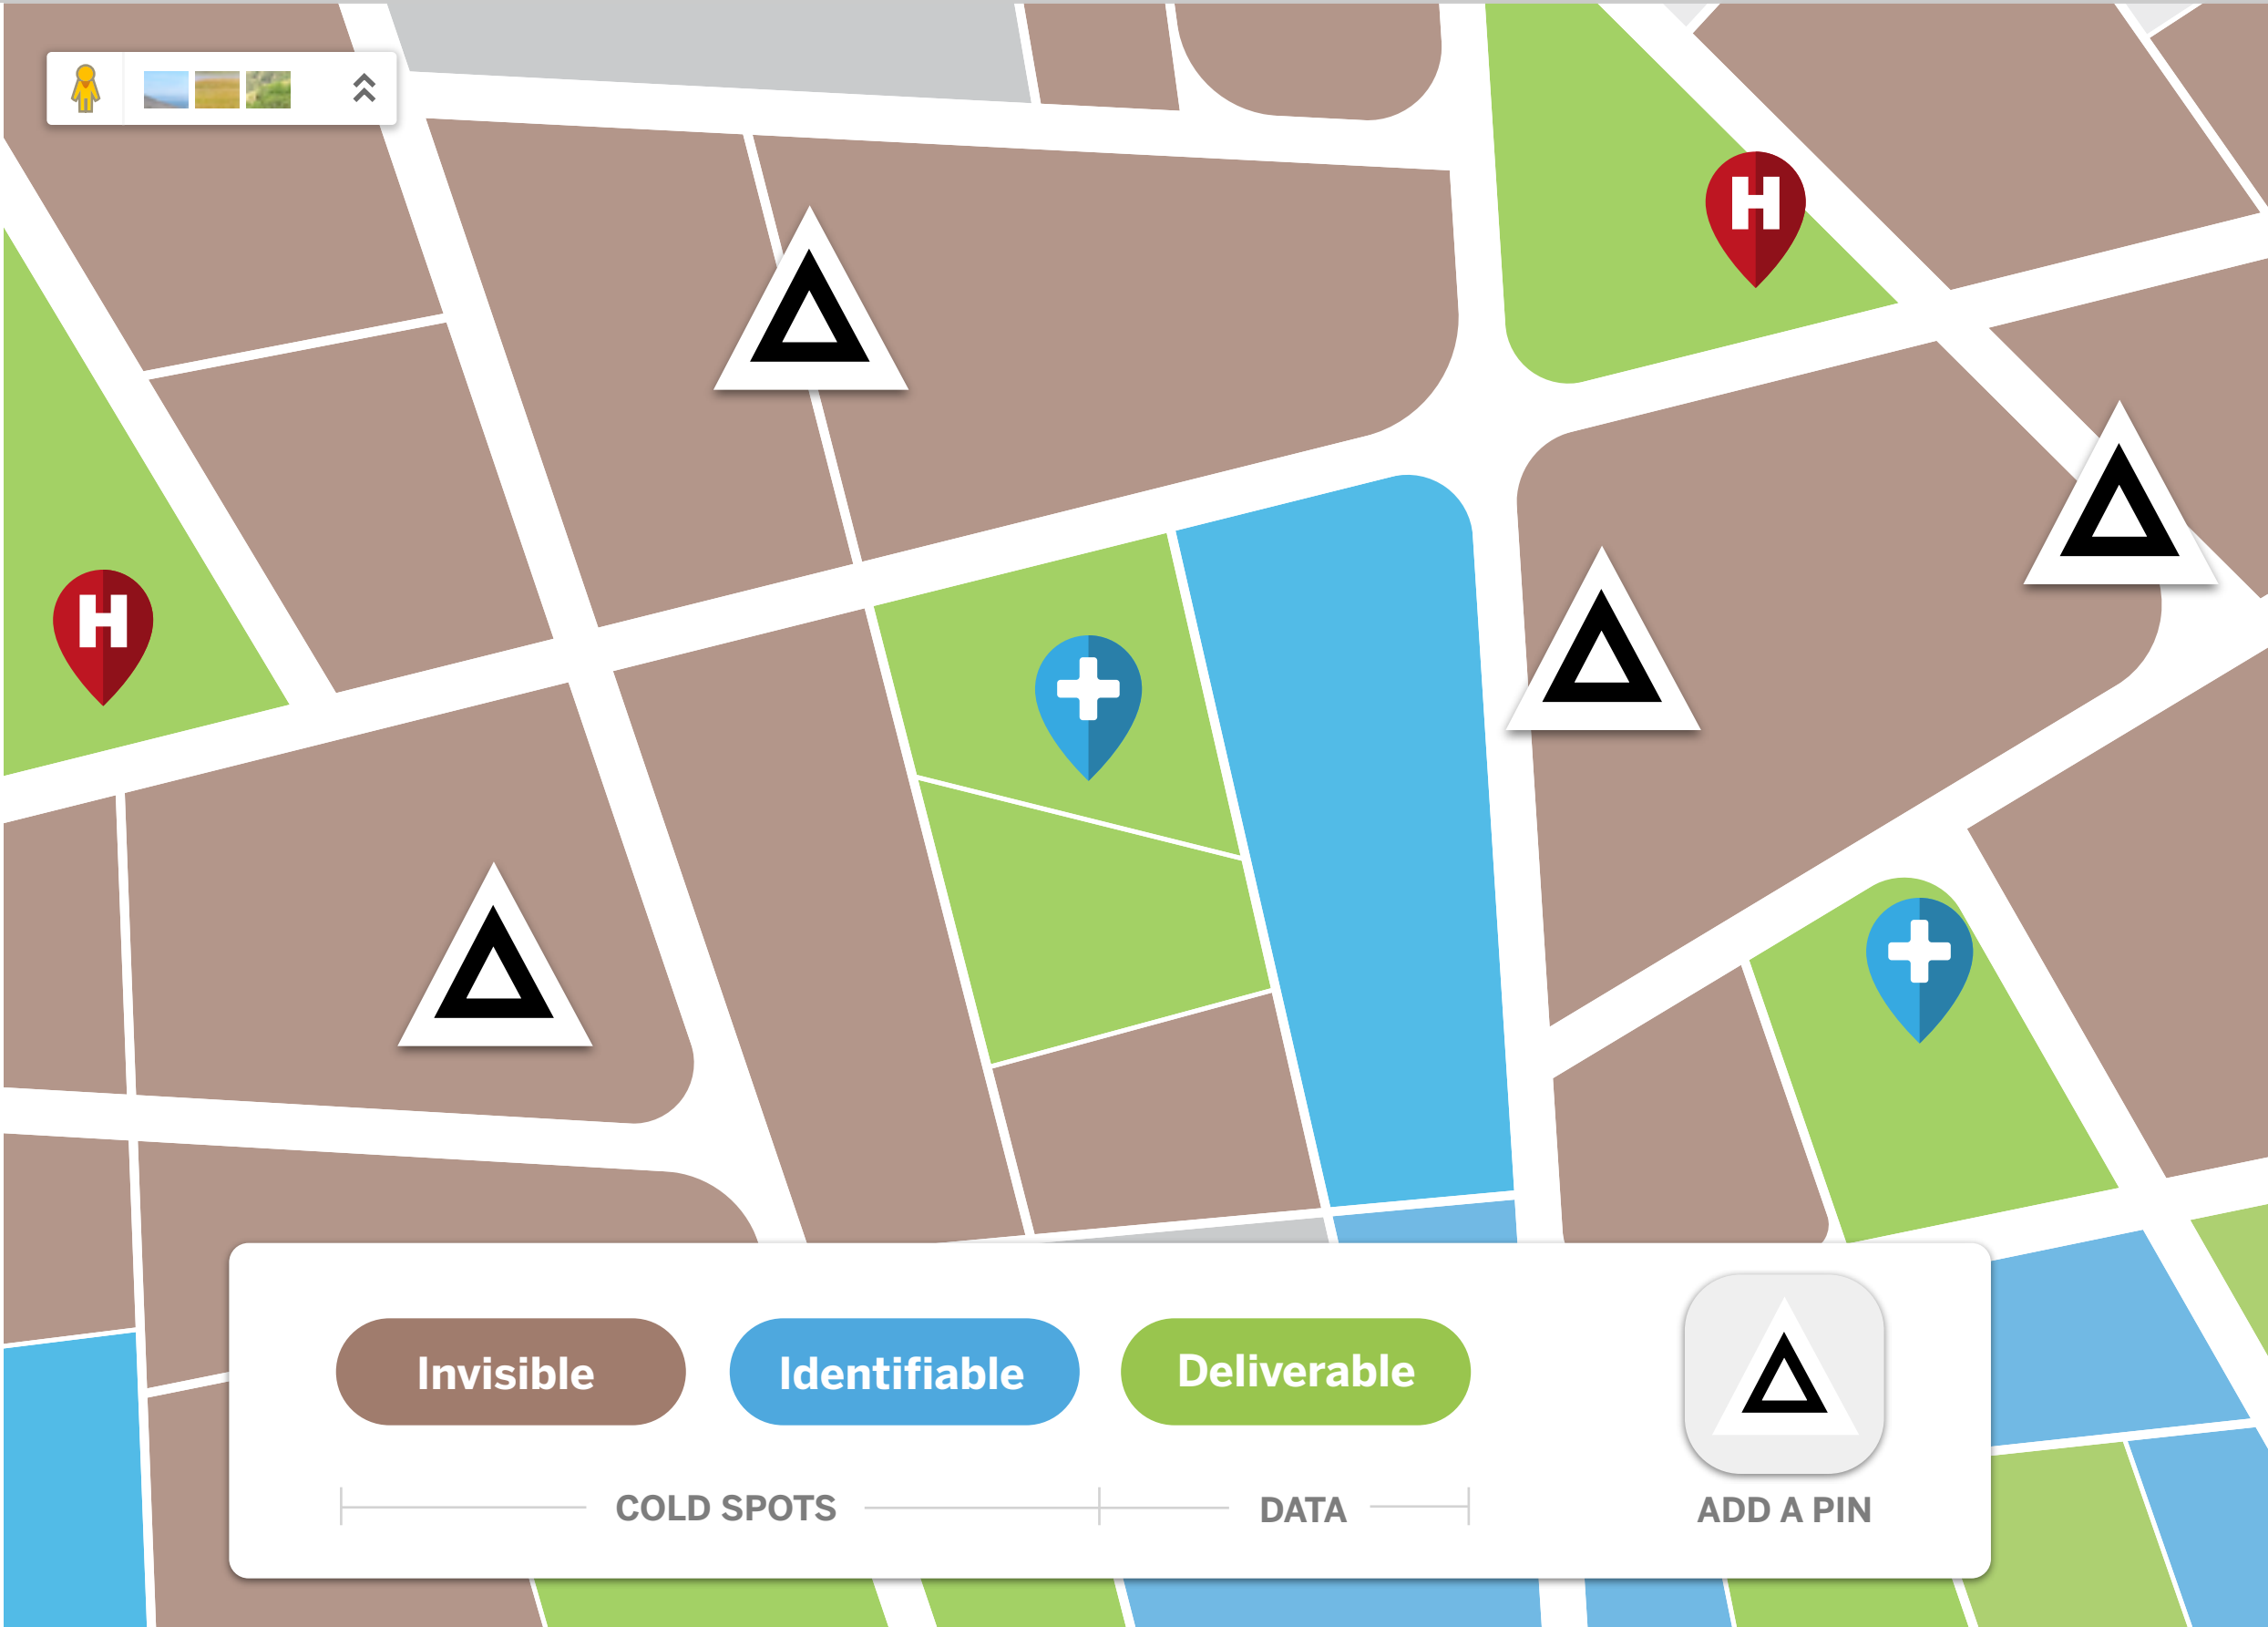 H
H
Invisible
Identifiable
Deliverable
COLD SPOTS
DATA
ADD A PIN